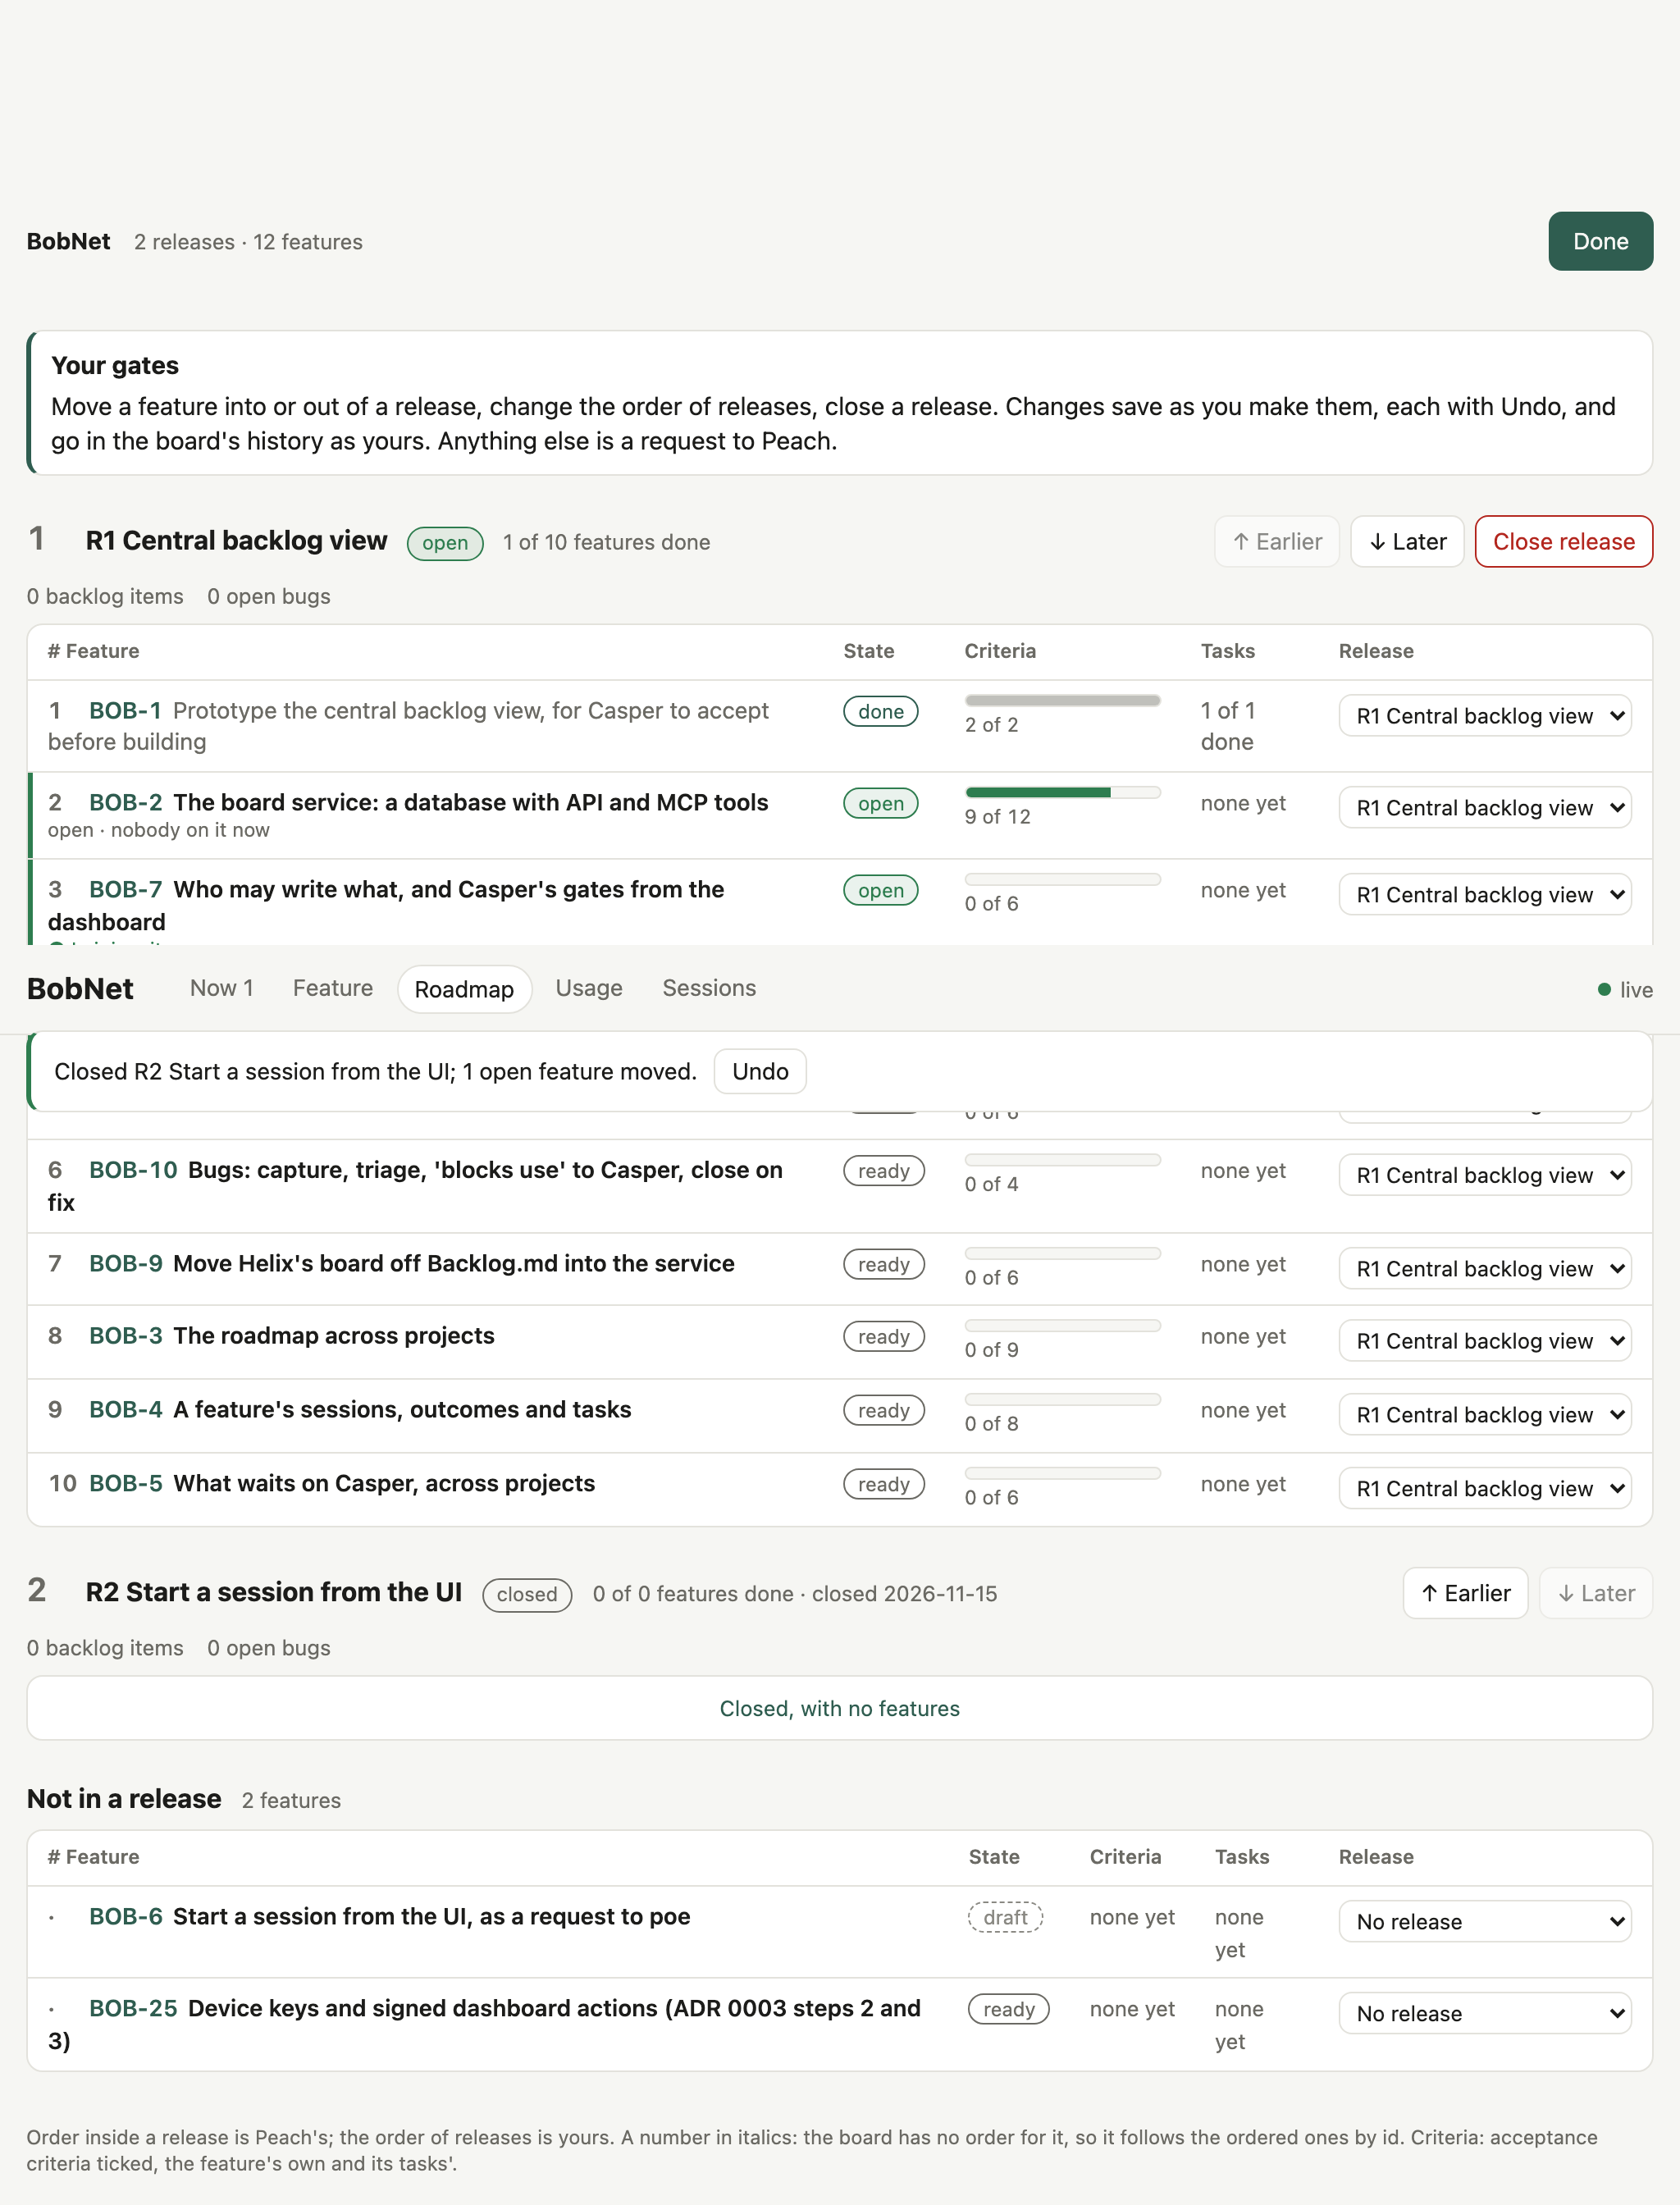 BobNet 2 releases · 12 features Done
Your gates
Move a feature into or out of a release, change the order of releases, close a release. Changes save as you make them, each with Undo, and
go in the board's history as yours. Anything else is a request to Peach.
1 R1 Central backlog view open 1 of 10 features done ↑ Earlier ↓ Later Close release
0 backlog items 0 open bugs
# Feature State Criteria Tasks Release
1 BOB-1 Prototype the central backlog view, for Casper to accept
before building
done
2 of 2
1 of 1
done
R1 Central backlog view
2 BOB-2 The board service: a database with API and MCP tools
open · nobody on it now
open
9 of 12
none yet
R1 Central backlog view
3 BOB-7 Who may write what, and Casper's gates from the
dashboard
open
0 of 6
none yet
R1 Central backlog view
BobNet Now 1 Feature Roadmap Usage Sessions live
Closed R2 Start a session from the UI; 1 open feature moved. Undo
6 BOB-10 Bugs: capture, triage, 'blocks use' to Casper, close on
fix
ready
0 of 4
none yet
R1 Central backlog view
7 BOB-9 Move Helix's board off Backlog.md into the service
ready
0 of 6
none yet
R1 Central backlog view
8 BOB-3 The roadmap across projects
ready
0 of 9
none yet
R1 Central backlog view
9 BOB-4 A feature's sessions, outcomes and tasks
ready
0 of 8
none yet
R1 Central backlog view
10 BOB-5 What waits on Casper, across projects
ready
0 of 6
none yet
R1 Central backlog view
2 R2 Start a session from the UI closed 0 of 0 features done · closed 2026-11-15 ↑ Earlier ↓ Later
0 backlog items 0 open bugs
Closed, with no features
Not in a release 2 features
# Feature State Criteria Tasks Release
· BOB-6 Start a session from the UI, as a request to poe
draft
none yet
none
yet
No release
· BOB-25 Device keys and signed dashboard actions (ADR 0003 steps 2 and
3)
ready
none yet
none
yet
No release
Order inside a release is Peach's; the order of releases is yours. A number in italics: the board has no order for it, so it follows the ordered ones by id. Criteria: acceptance
criteria ticked, the feature's own and its tasks'.